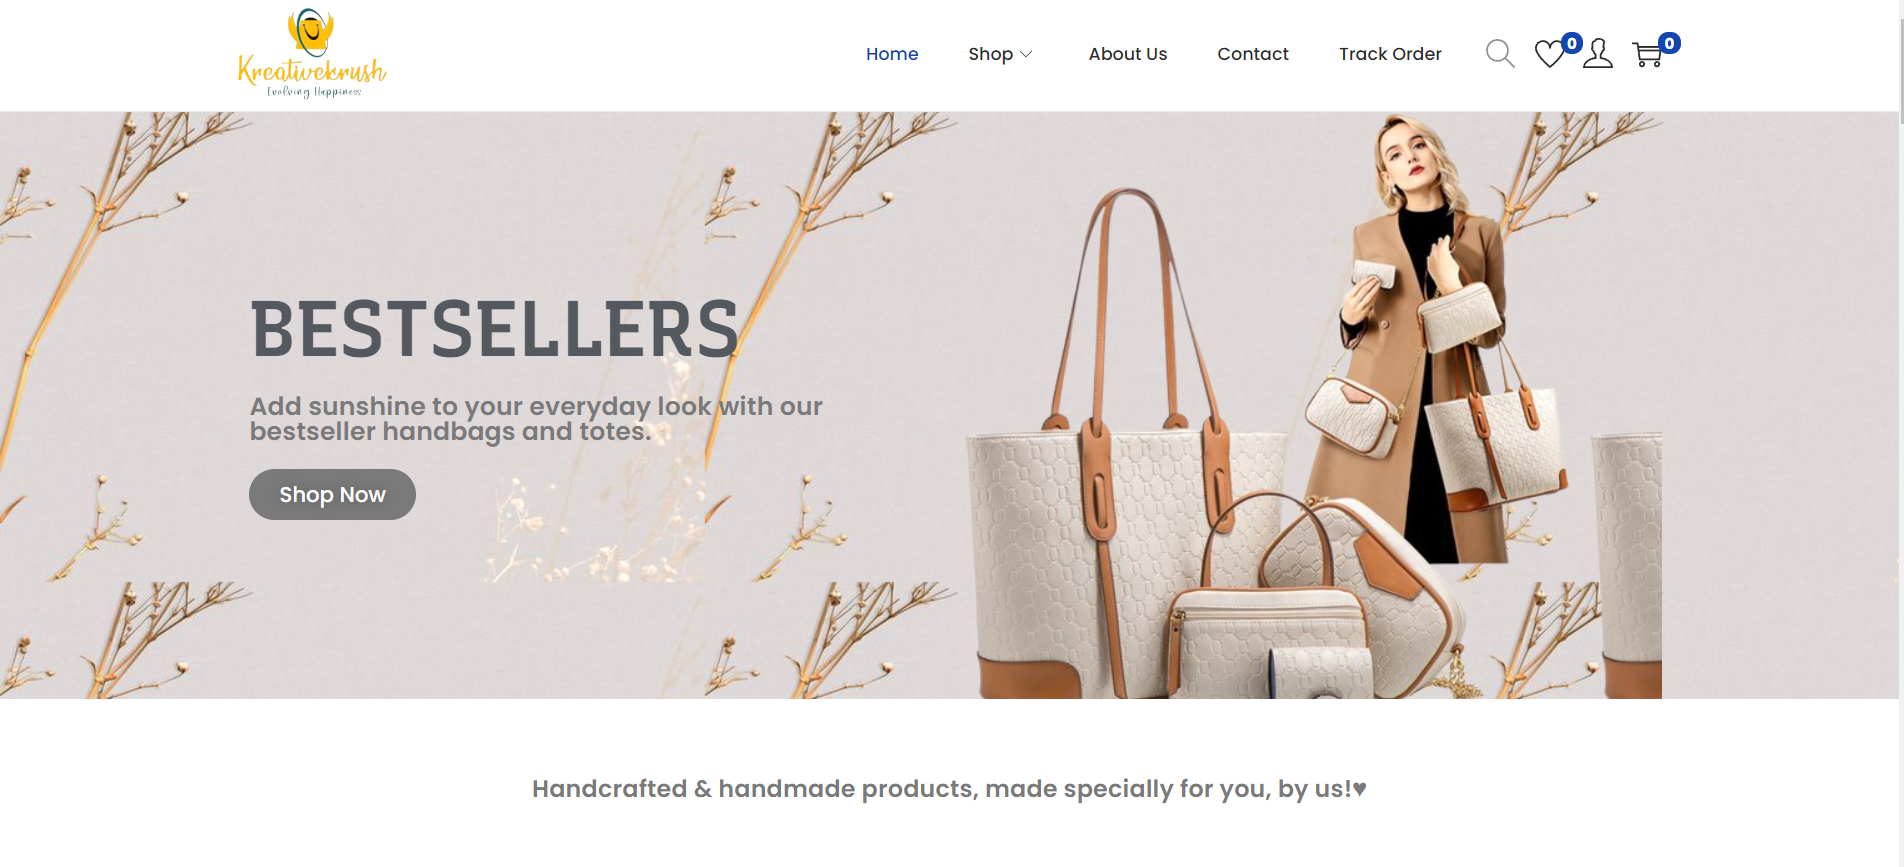 Kreativekrush
Evolving Happiness
Home
Shop
About Us
Contact
Track Order
0
0
BESTSELLERS
Add sunshine to your everyday look with our
bestseller handbags and totes.
Shop Now
Handcrafted & handmade products, made specially for you, by us!♥